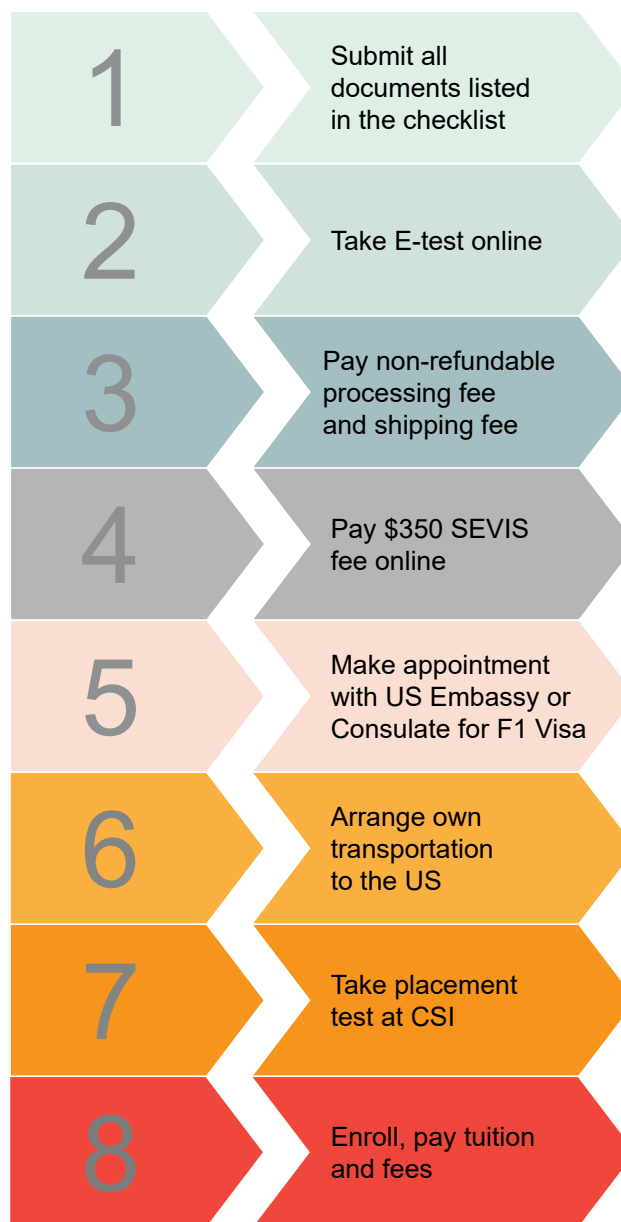 1
Submit all
documents listed
in the checklist
2
Take E-test online
3
Pay non-refundable
processing fee
and shipping fee
4
Pay $350 SEVIS
fee online
5
Make appointment
with US Embassy or
Consulate for F1 Visa
6
Arrange own
transportation
to the US
7
Take placement
test at CSI
8
Enroll, pay tuition
and fees